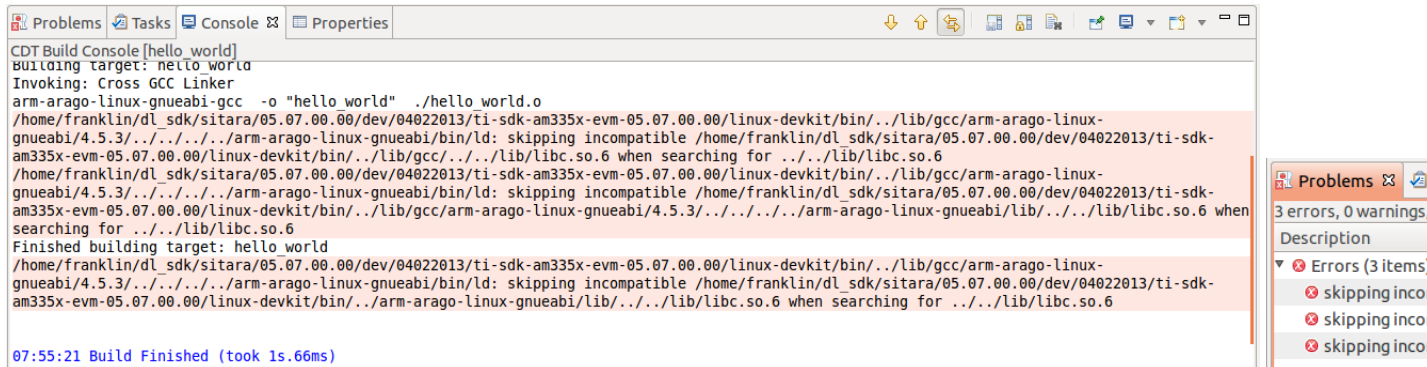 Problems Tasks Console Properties
CDT Build Console [hello_world]
Building target: hello_world
Invoking: Cross GCC Linker
arm-arago-linux-gnueabi-gcc  -o "hello_world"  ./hello_world.o
/home/franklin/dl_sdk/sitara/05.07.00.00/dev/04022013/ti-sdk-am335x-evm-05.07.00.00/linux-devkit/bin/../lib/gcc/arm-arago-linux-
gnueabi/4.5.3/../../../../arm-arago-linux-gnueabi/bin/ld: skipping incompatible /home/franklin/dl_sdk/sitara/05.07.00.00/dev/04022013/ti-sdk-
am335x-evm-05.07.00.00/linux-devkit/bin/../lib/gcc/../../lib/libc.so.6 when searching for ../../lib/libc.so.6
/home/franklin/dl_sdk/sitara/05.07.00.00/dev/04022013/ti-sdk-am335x-evm-05.07.00.00/linux-devkit/bin/../lib/gcc/arm-arago-linux-
gnueabi/4.5.3/../../../../arm-arago-linux-gnueabi/bin/ld: skipping incompatible /home/franklin/dl_sdk/sitara/05.07.00.00/dev/04022013/ti-sdk-
am335x-evm-05.07.00.00/linux-devkit/bin/../lib/gcc/arm-arago-linux-gnueabi/4.5.3/../../../../arm-arago-linux-gnueabi/lib/../../lib/libc.so.6 when
searching for ../../lib/libc.so.6
Finished building target: hello_world
/home/franklin/dl_sdk/sitara/05.07.00.00/dev/04022013/ti-sdk-am335x-evm-05.07.00.00/linux-devkit/bin/../lib/gcc/arm-arago-linux-
gnueabi/4.5.3/../../../../arm-arago-linux-gnueabi/bin/ld: skipping incompatible /home/franklin/dl_sdk/sitara/05.07.00.00/dev/04022013/ti-sdk-
am335x-evm-05.07.00.00/linux-devkit/bin/../arm-arago-linux-gnueabi/lib/../../lib/libc.so.6 when searching for ../../lib/libc.so.6
07:55:21 Build Finished (took 1s.66ms)
Problems
3 errors, 0 warnings
Description
Errors (3 items)
skipping inco
skipping inco
skipping inco